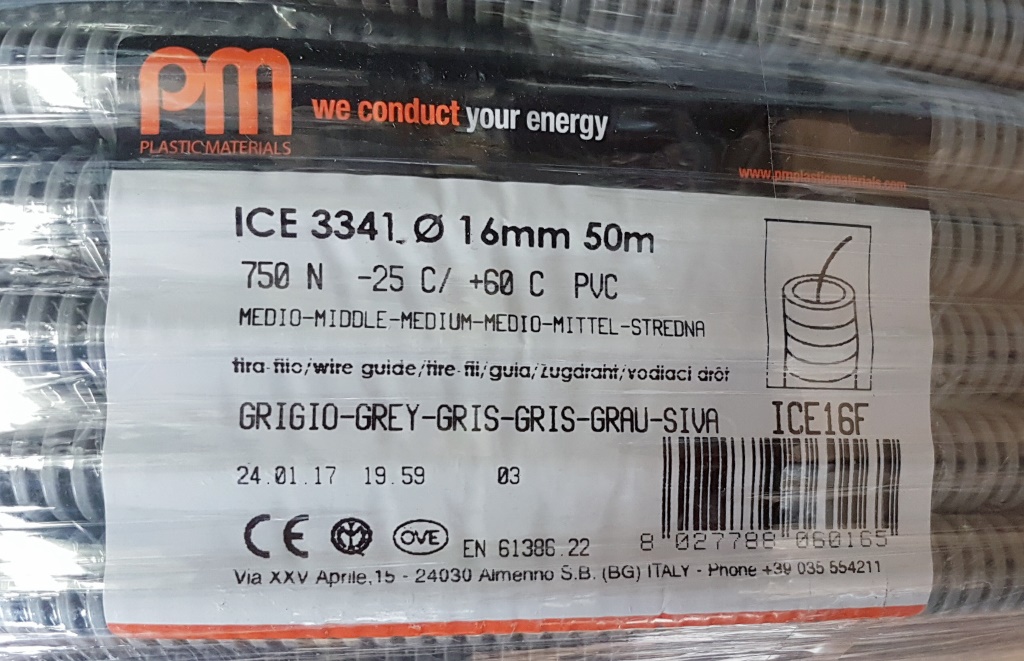 pm
PLASTIC MATERIALS
we conduct your energy
www.pmplasticmaterials.com
ICE 3341 Ø 16mm 50m
750 N -25 C/ +60 C PVC
MEDIO-MIDDLE-MEDIUM-MEDIO-MITTEL-STREDNA
tira-filo/wire guide/tire-fil/guia/zugdraht/vodiaci drôt
GRIGIO-GREY-GRIS-GRIS-GRAU-SIVA
ICE16F
24.01.17 19.59 03
CE
OVE
EN 61386.22
8 027788 060165
Via XXV Aprile,15 - 24030 Almenno S.B. (BG) ITALY - Phone +39 035 554211